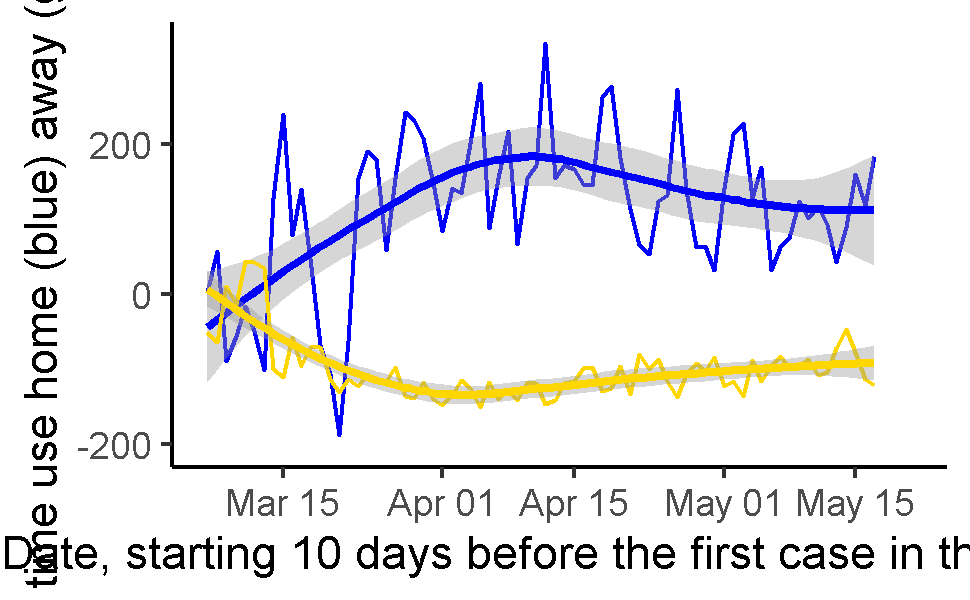 time use home (blue) away (
200
0
-200
Mar 15 Apr 01 Apr 15 May 01 May 15
Date, starting 10 days before the first case in th